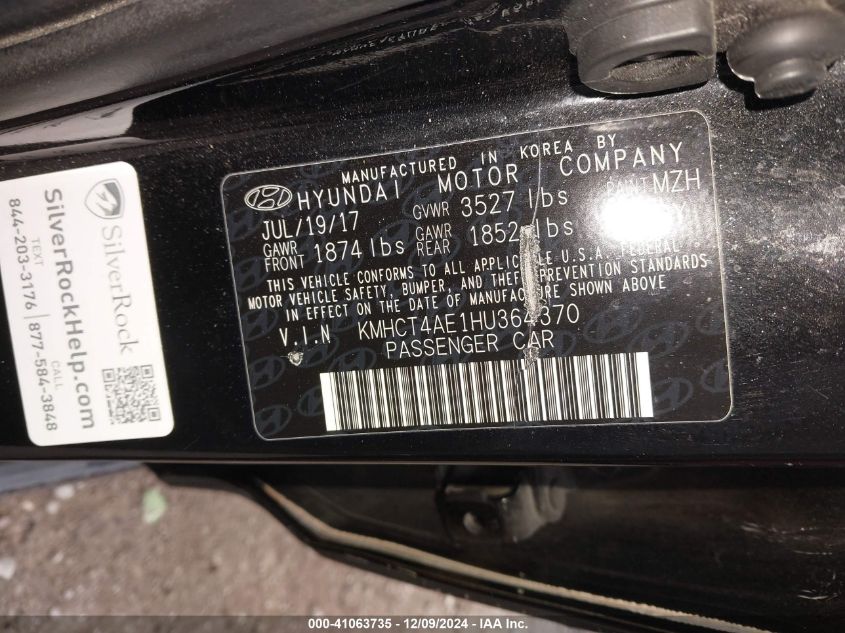 MANUFACTURED IN KOREA BY
HYUNDAI MOTOR COMPANY
JUL/19/17 GVWR 3527 lbs PAINT MZH
GAWR FRONT 1874 lbs GAWR REAR 1852 lbs
THIS VEHICLE CONFORMS TO ALL APPLICABLE U.S.A. FEDERAL
MOTOR VEHICLE SAFETY, BUMPER, AND THEFT PREVENTION STANDARDS
IN EFFECT ON THE DATE OF MANUFACTURE SHOWN ABOVE
V.I.N KMHCT4AE1HU364370
PASSENGER CAR
SilverRock
SilverRockHelp.com
TEXT CALL
844-203-3176 | 877-584-3848
000-41063735 - 12/09/2024 - IAA Inc.